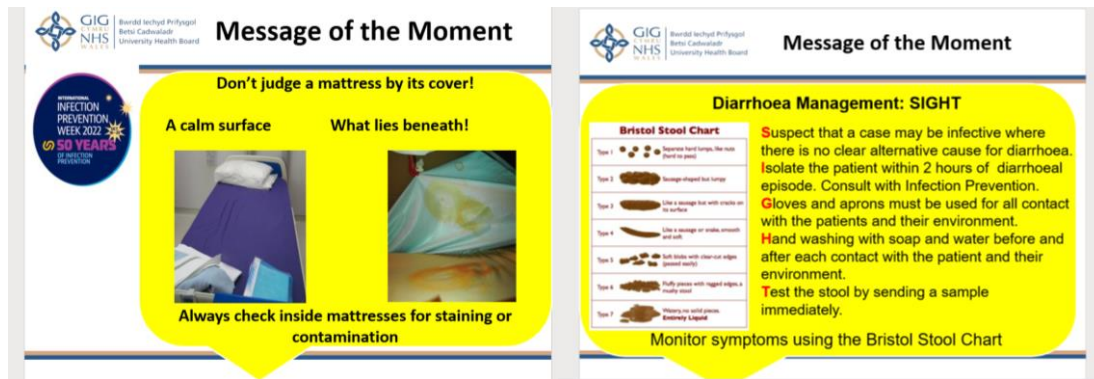 GIG
CYMRU
NHS
WALES
Bwrdd Iechyd Prifysgol
Betsi Cadwaladr
University Health Board
Message of the Moment
INTERNATIONAL
INFECTION
PREVENTION
WEEK 2022
50 YEARS
OF INFECTION
PREVENTION
Don't judge a mattress by its cover!
A calm surface
What lies beneath!
Always check inside mattresses for staining or
contamination
GIG
CYMRU
NHS
WALES
Bwrdd Iechyd Prifysgol
Betsi Cadwaladr
University Health Board
Message of the Moment
Diarrhoea Management: SIGHT
Bristol Stool Chart
Type 1
Separate hard lumps, like nuts
(hard to pass)
Type 2
Sausage-shaped but lumpy
Type 3
Like a sausage but with cracks on
its surface
Type 4
Like a sausage or snake, smooth
and soft
Type 5
Soft blobs with clear-cut edges
(passed easily)
Type 6
Fluffy pieces with ragged edges, a
mushy stool
Type 7
Watery, no solid pieces.
Entirely Liquid
Suspect that a case may be infective where
there is no clear alternative cause for diarrhoea.
Isolate the patient within 2 hours of diarrhoeal
episode. Consult with Infection Prevention.
Gloves and aprons must be used for all contact
with the patients and their environment.
Hand washing with soap and water before and
after each contact with the patient and their
environment.
Test the stool by sending a sample
immediately.
Monitor symptoms using the Bristol Stool Chart